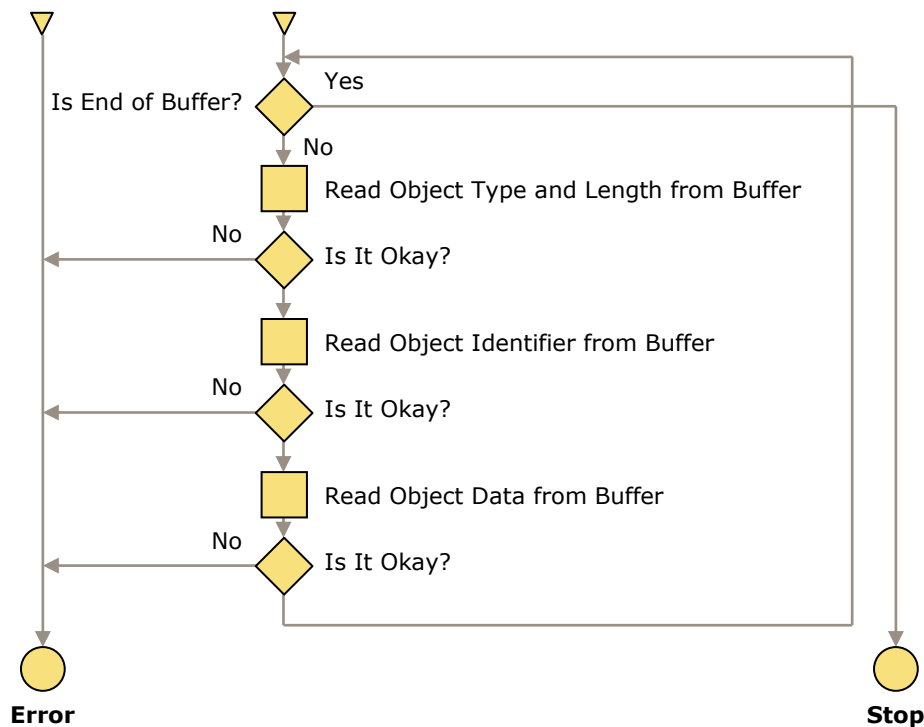 Yes
Is End of Buffer?
No
Read Object Type and Length from Buffer
No
Is It Okay?
Read Object Identifier from Buffer
No
Is It Okay?
Read Object Data from Buffer
No
Is It Okay?
Error
Stop